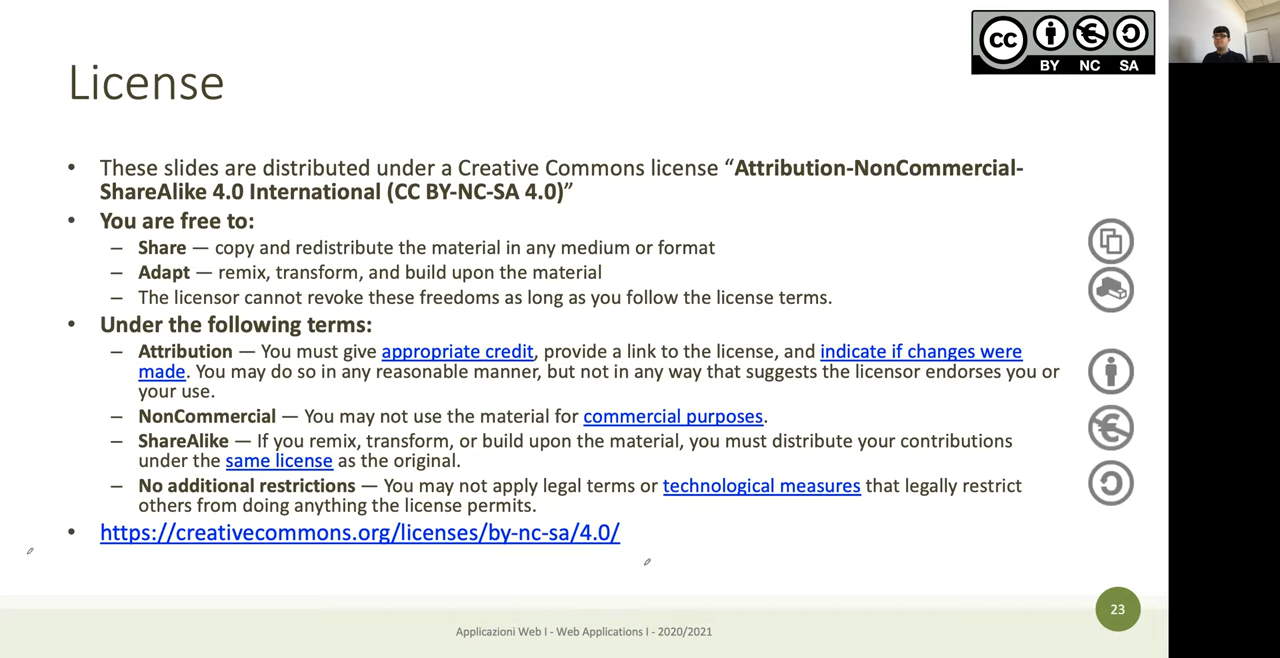 CC BY NC SA
License
• These slides are distributed under a Creative Commons license “Attribution-NonCommercial-
ShareAlike 4.0 International (CC BY-NC-SA 4.0)”
• You are free to:
– Share — copy and redistribute the material in any medium or format
– Adapt — remix, transform, and build upon the material
– The licensor cannot revoke these freedoms as long as you follow the license terms.
• Under the following terms:
– Attribution — You must give appropriate credit, provide a link to the license, and indicate if changes were
made. You may do so in any reasonable manner, but not in any way that suggests the licensor endorses you or
your use.
– NonCommercial — You may not use the material for commercial purposes.
– ShareAlike — If you remix, transform, or build upon the material, you must distribute your contributions
under the same license as the original.
– No additional restrictions — You may not apply legal terms or technological measures that legally restrict
others from doing anything the license permits.
• https://creativecommons.org/licenses/by-nc-sa/4.0/
23
Applicazioni Web I - Web Applications I - 2020/2021